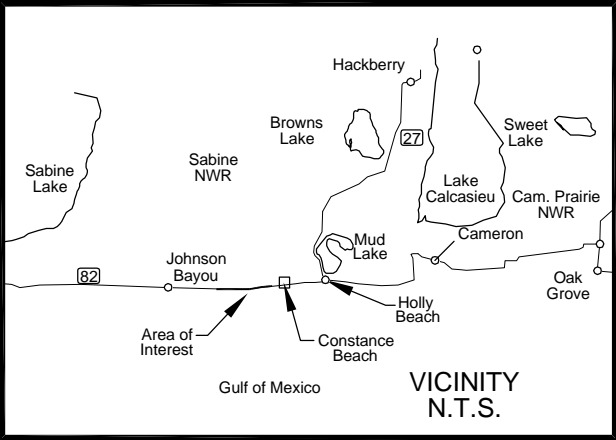 Hackberry
Browns
Lake
27
Sweet
Lake
Sabine
Lake
Sabine
NWR
Lake
Calcasieu
Cam. Prairie
NWR
Mud
Lake
Cameron
Johnson
Bayou
82
Oak
Grove
Holly
Beach
Area of
Interest
Constance
Beach
Gulf of Mexico
VICINITY
N.T.S.